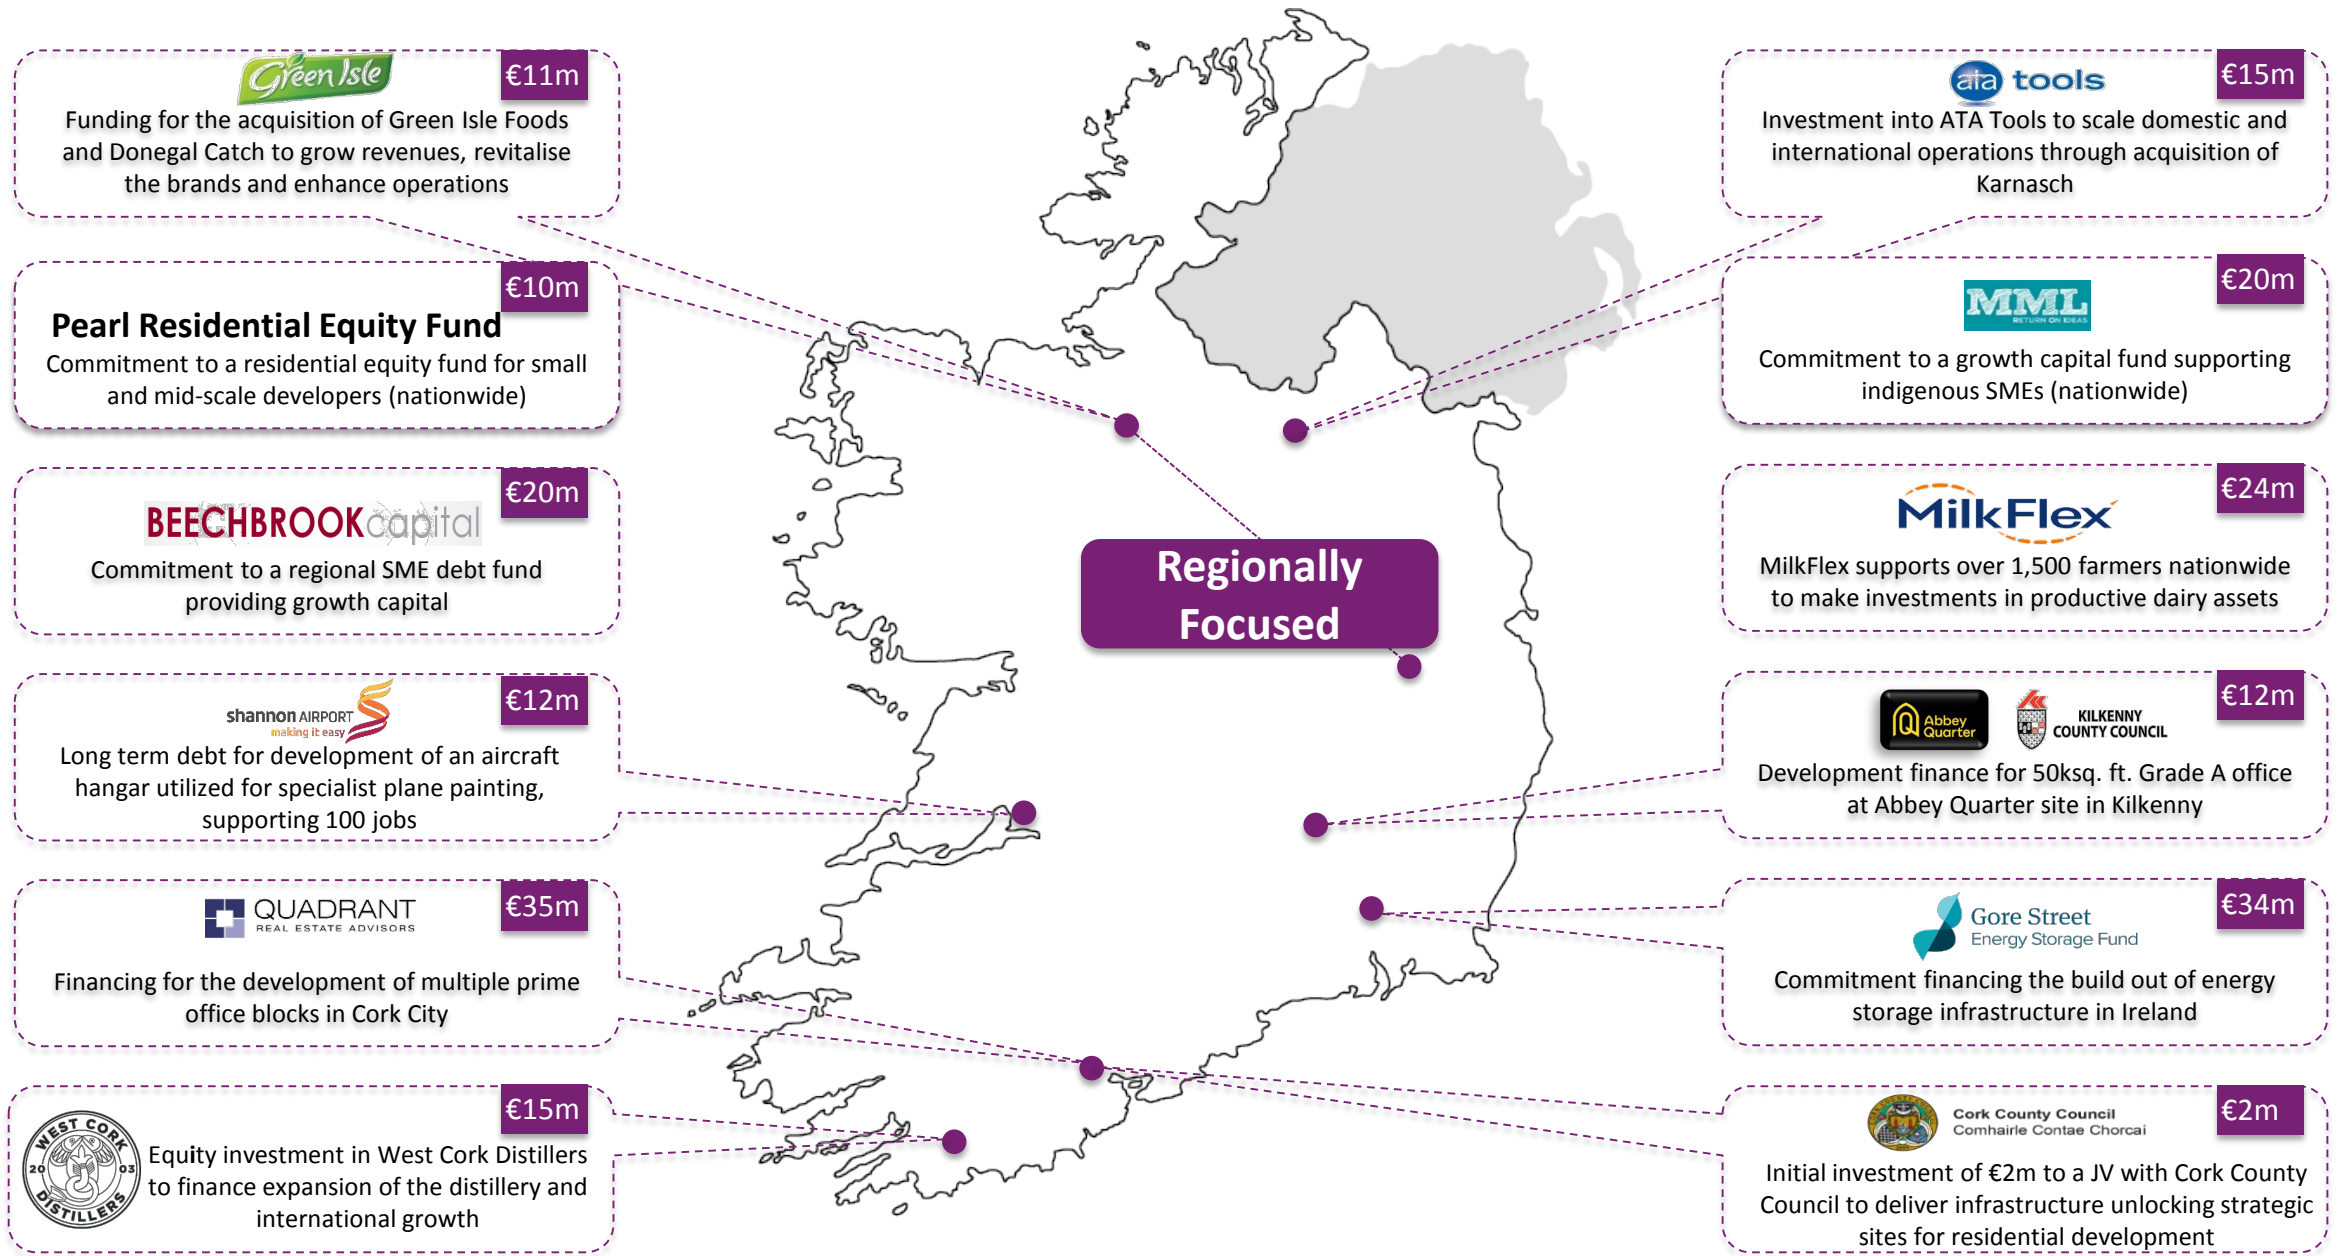 Green Isle
€11m
Funding for the acquisition of Green Isle Foods
and Donegal Catch to grow revenues, revitalise
the brands and enhance operations
€10m
Pearl Residential Equity Fund
Commitment to a residential equity fund for small
and mid-scale developers (nationwide)
€20m
BEECHBROOK capital
Commitment to a regional SME debt fund
providing growth capital
€12m
shannon AIRPORT
making it easy
Long term debt for development of an aircraft
hangar utilized for specialist plane painting,
supporting 100 jobs
€35m
QUADRANT
REAL ESTATE ADVISORS
Financing for the development of multiple prime
office blocks in Cork City
€15m
WEST CORK
20 03
DISTILLERS
Equity investment in West Cork Distillers
to finance expansion of the distillery and
international growth
Regionally
Focused
ata tools
€15m
Investment into ATA Tools to scale domestic and
international operations through acquisition of
Karnasch
€20m
MML
RETURN ON IDEAS
Commitment to a growth capital fund supporting
indigenous SMEs (nationwide)
€24m
MilkFlex
MilkFlex supports over 1,500 farmers nationwide
to make investments in productive dairy assets
€12m
Abbey
Quarter
KILKENNY
COUNTY COUNCIL
Development finance for 50ksq. ft. Grade A office
at Abbey Quarter site in Kilkenny
€34m
Gore Street
Energy Storage Fund
Commitment financing the build out of energy
storage infrastructure in Ireland
€2m
Cork County Council
Comhairle Contae Chorcaí
Initial investment of €2m to a JV with Cork County
Council to deliver infrastructure unlocking strategic
sites for residential development